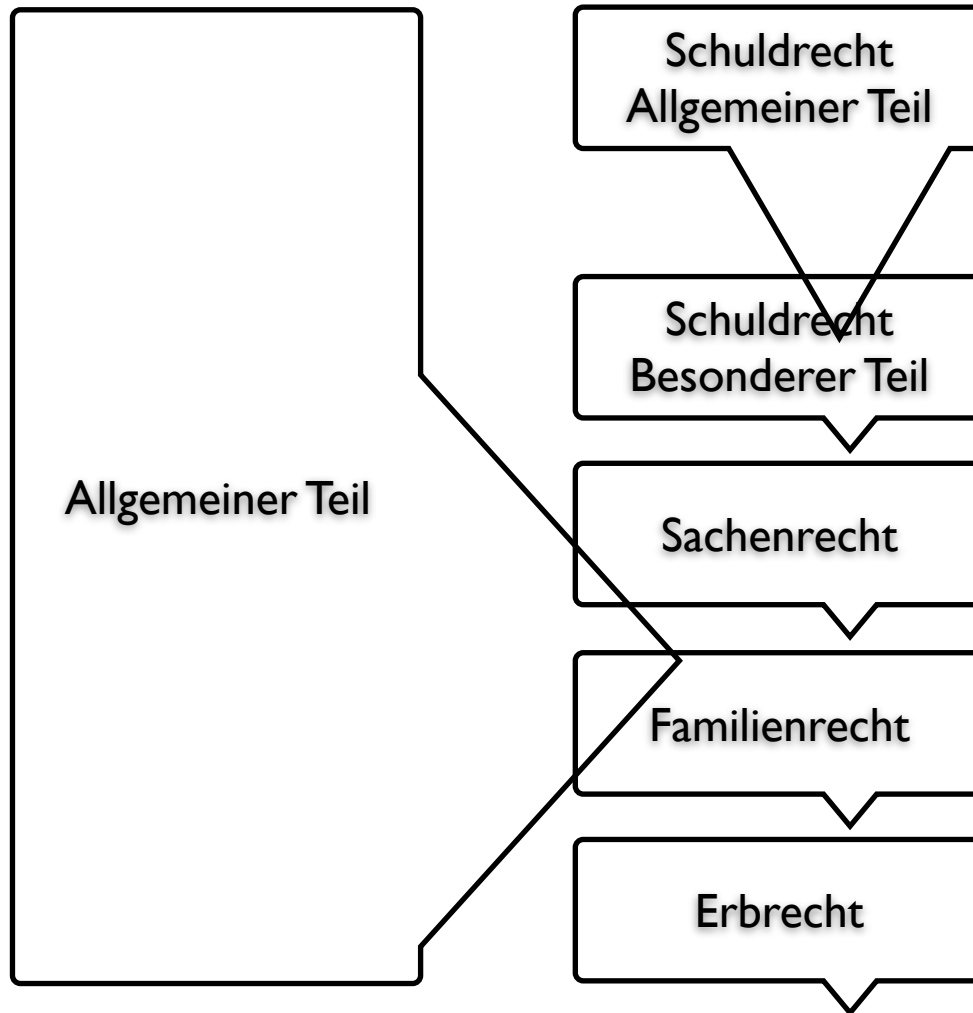 Allgemeiner Teil
Schuldrecht
Allgemeiner Teil
Schuldrecht
Besonderer Teil
Sachenrecht
Familienrecht
Erbrecht